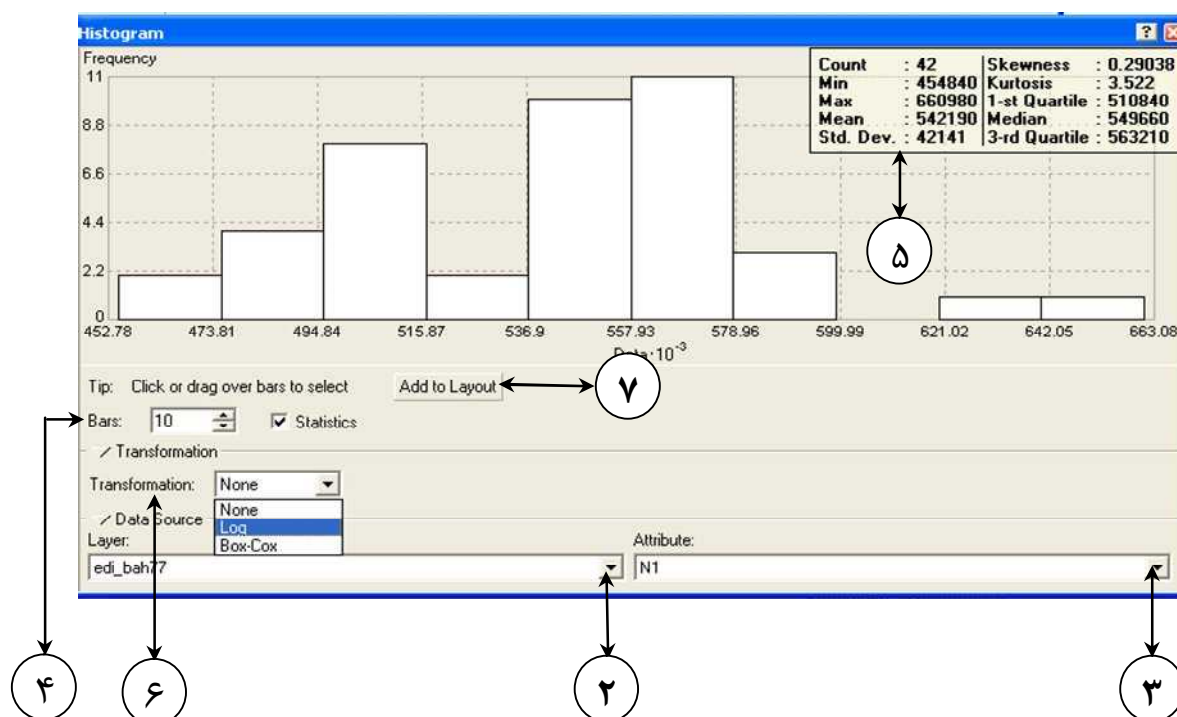 Histogram
Frequency
Count : 42 Skewness : 0.29038
Min : 454840 Kurtosis : 3.522
Max : 660980 1-st Quartile : 510840
Mean : 542190 Median : 549660
Std. Dev. : 42141 3-rd Quartile : 563210
11
8.8
6.6
4.4
2.2
0
۵
452.78 473.81 494.84 515.87 536.9 557.93 578.96 599.99 621.02 642.05 663.08
Data·10⁻³
Tip: Click or drag over bars to select Add to Layout
۷
Bars: 10 Statistics
Transformation
Transformation: None
None
Log
Box-Cox
Data Source
Layer: Attribute:
edi_bah77 N1
۴ ۶ ۲ ۳